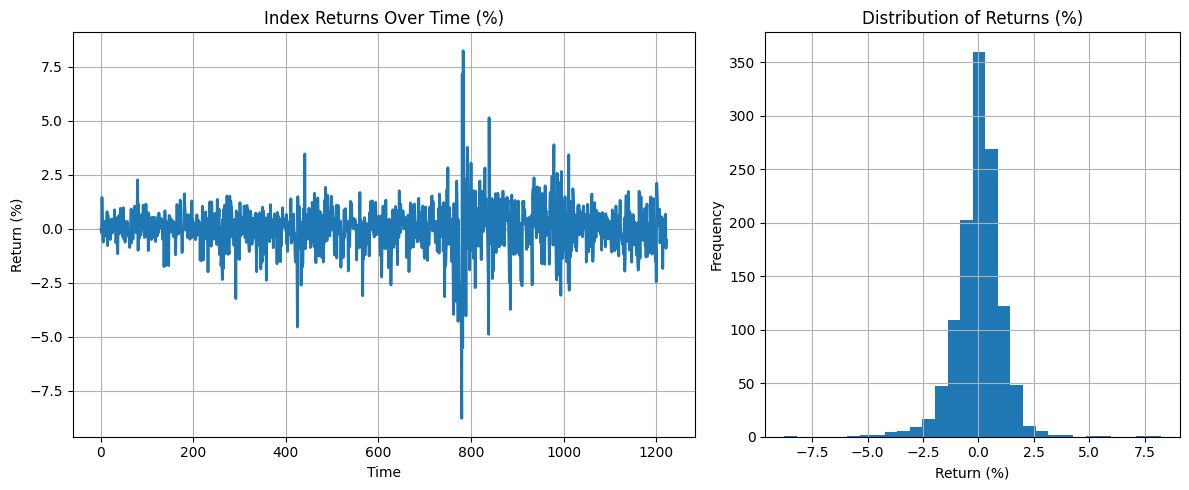 Index Returns Over Time (%)
Return (%)
7.5
5.0
2.5
0.0
−2.5
−5.0
−7.5
0 200 400 600 800 1000 1200
Time
Distribution of Returns (%)
Frequency
350
300
250
200
150
100
50
0
−7.5 −5.0 −2.5 0.0 2.5 5.0 7.5
Return (%)